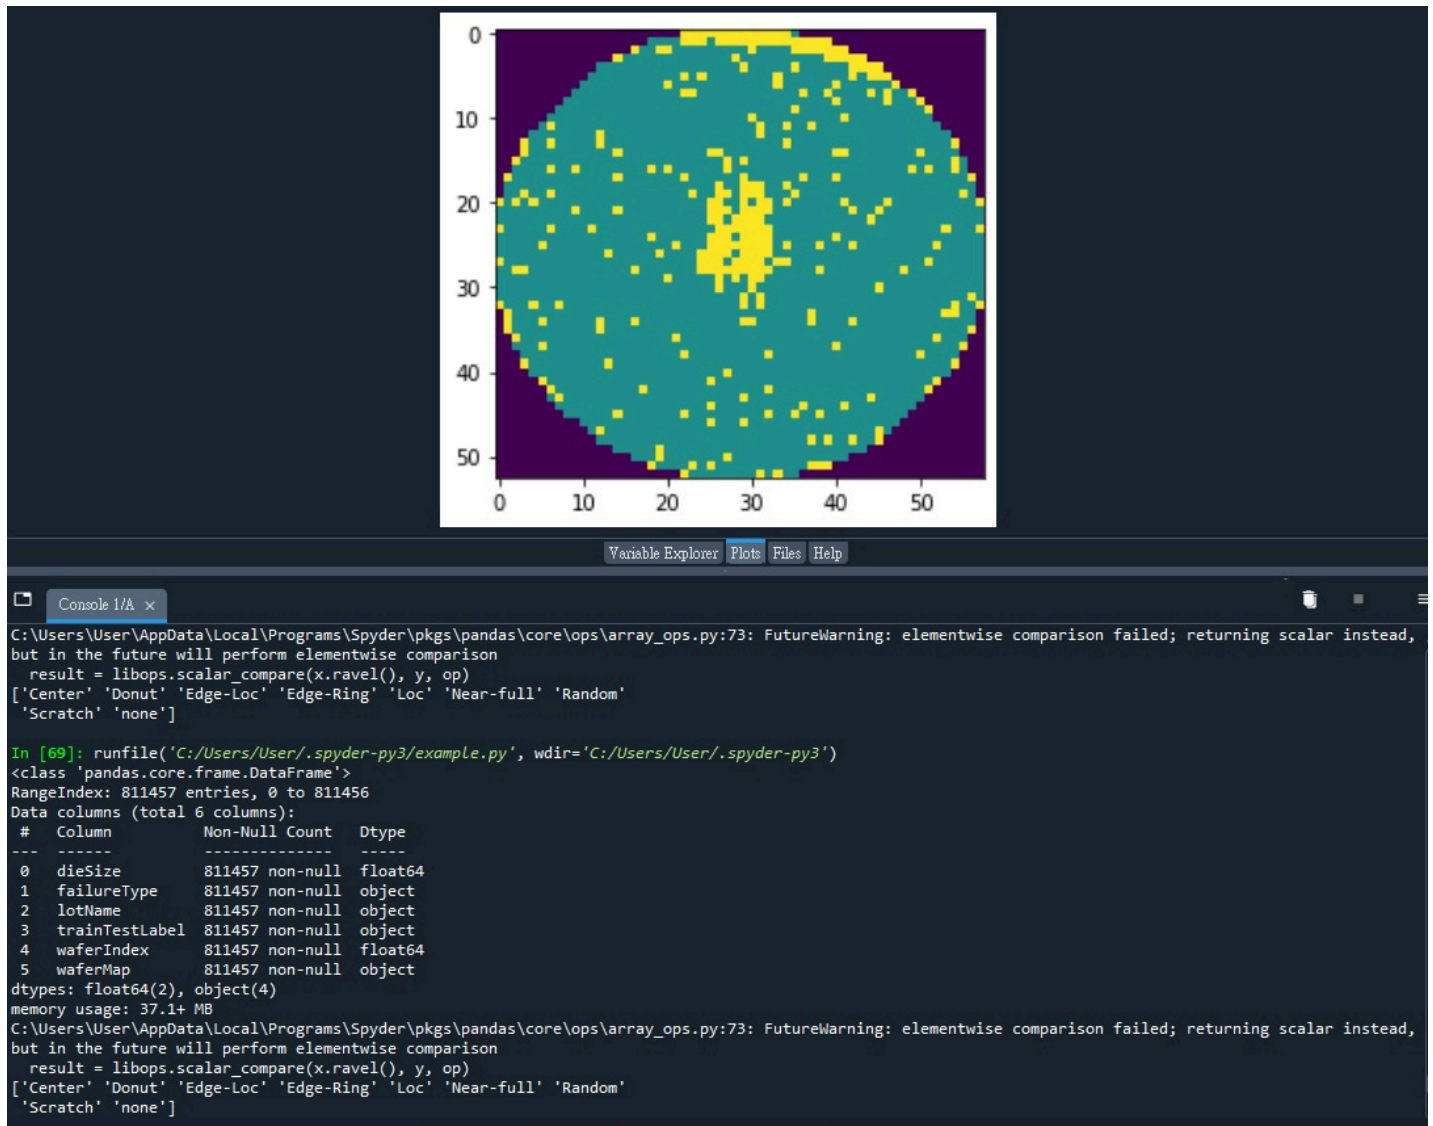 0
10
20
30
40
50
0 10 20 30 40 50
Variable Explorer Plots Files Help
Console 1/A ×
C:\Users\User\AppData\Local\Programs\Spyder\pkgs\pandas\core\ops\array_ops.py:73: FutureWarning: elementwise comparison failed; returning scalar instead,
but in the future will perform elementwise comparison
  result = libops.scalar_compare(x.ravel(), y, op)
['Center' 'Donut' 'Edge-Loc' 'Edge-Ring' 'Loc' 'Near-full' 'Random'
 'Scratch' 'none']
In [69]: runfile('C:/Users/User/.spyder-py3/example.py', wdir='C:/Users/User/.spyder-py3')
<class 'pandas.core.frame.DataFrame'>
RangeIndex: 811457 entries, 0 to 811456
Data columns (total 6 columns):
 #   Column         Non-Null Count   Dtype
---  ------         --------------   -----
 0   dieSize        811457 non-null  float64
 1   failureType    811457 non-null  object
 2   lotName        811457 non-null  object
 3   trainTestLabel  811457 non-null  object
 4   waferIndex     811457 non-null  float64
 5   waferMap       811457 non-null  object
dtypes: float64(2), object(4)
memory usage: 37.1+ MB
C:\Users\User\AppData\Local\Programs\Spyder\pkgs\pandas\core\ops\array_ops.py:73: FutureWarning: elementwise comparison failed; returning scalar instead,
but in the future will perform elementwise comparison
  result = libops.scalar_compare(x.ravel(), y, op)
['Center' 'Donut' 'Edge-Loc' 'Edge-Ring' 'Loc' 'Near-full' 'Random'
 'Scratch' 'none']